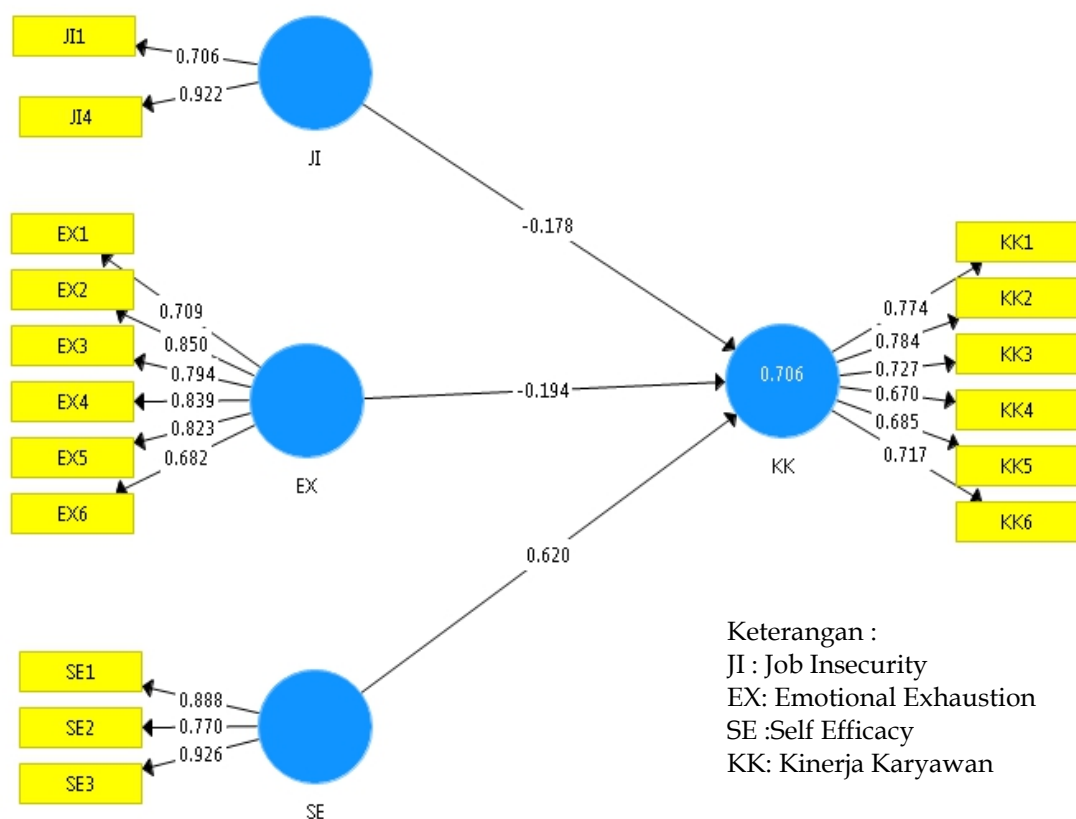 JI1
0.706
0.922
JI4
JI
-0.178
EX1
EX2
EX3
EX4
EX5
EX6
0.709
0.850
0.794
0.839
0.823
0.682
EX
-0.194
KK1
KK2
KK3
KK4
KK5
KK6
0.774
0.784
0.727
0.670
0.685
0.717
0.706
KK
0.620
SE1
SE2
SE3
0.888
0.770
0.926
SE
Keterangan :
JI : Job Insecurity
EX: Emotional Exhaustion
SE :Self Efficacy
KK: Kinerja Karyawan